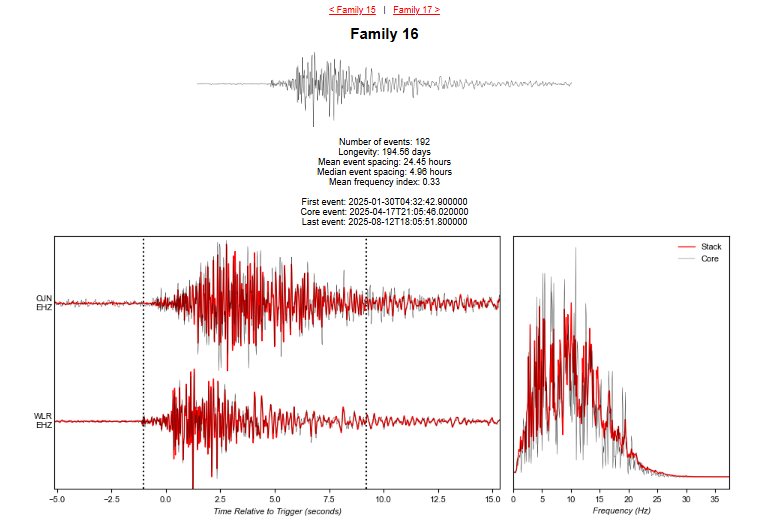 < Family 15 | Family 17 >
Family 16
Number of events: 192
Longevity: 194.56 days
Mean event spacing: 24.45 hours
Median event spacing: 4.96 hours
Mean frequency index: 0.33
First event: 2025-01-30T04:32:42.900000
Core event: 2025-04-17T21:05:46.020000
Last event: 2025-08-12T18:05:51.800000
OJN
EHZ
WLR
EHZ
Stack
Core
−5.0 −2.5 0.0 2.5 5.0 7.5 10.0 12.5 15.0
Time Relative to Trigger (seconds)
0 5 10 15 20 25 30 35
Frequency (Hz)